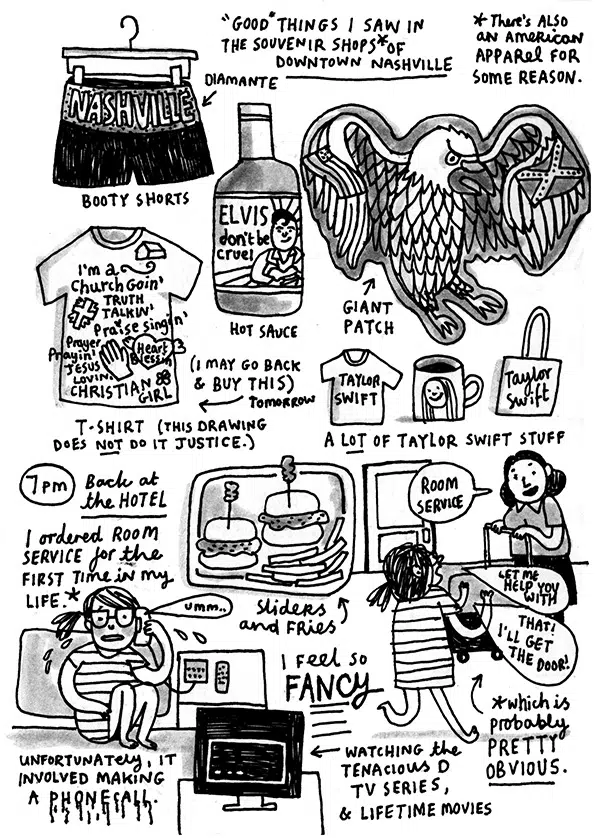 "GOOD" THINGS I SAW IN
THE SOUVENIR SHOPS* OF
DOWNTOWN NASHVILLE
* There's ALSO
an AMERICAN
APPAREL FOR
SOME REASON.
DIAMANTE
NASHVILLE
BOOTY SHORTS
ELVIS
don't be
cruel
HOT SAUCE
GIANT
PATCH
I'm a
Church Goin'
TRUTH
TALKIN'
Praise Singin'
Prayer
Prayin'
JESUS
LOVIN'
Heart
Blessin'
CHRISTIAN
GIRL
(I MAY GO BACK
& BUY THIS)
TOMORROW
T-SHIRT (THIS DRAWING
DOES NOT DO IT JUSTICE.)
TAYLOR
SWIFT
Taylor
Swift
A LOT OF TAYLOR SWIFT STUFF
7pm
Back at
the HOTEL
I ordered ROOM
SERVICE for the
FIRST TIME in my
LIFE.*
umm..
UNFORTUNATELY, IT
INVOLVED MAKING
A PHONECALL.
Sliders
and FRIES
ROOM
SERVICE
LET ME
HELP YOU
WITH
THAT!
I'LL GET
THE DOOR!
I FEEL SO
FANCY
*which is
probably
PRETTY
OBVIOUS.
WATCHING the
TENACIOUS D
TV SERIES,
& LIFETIME MOVIES